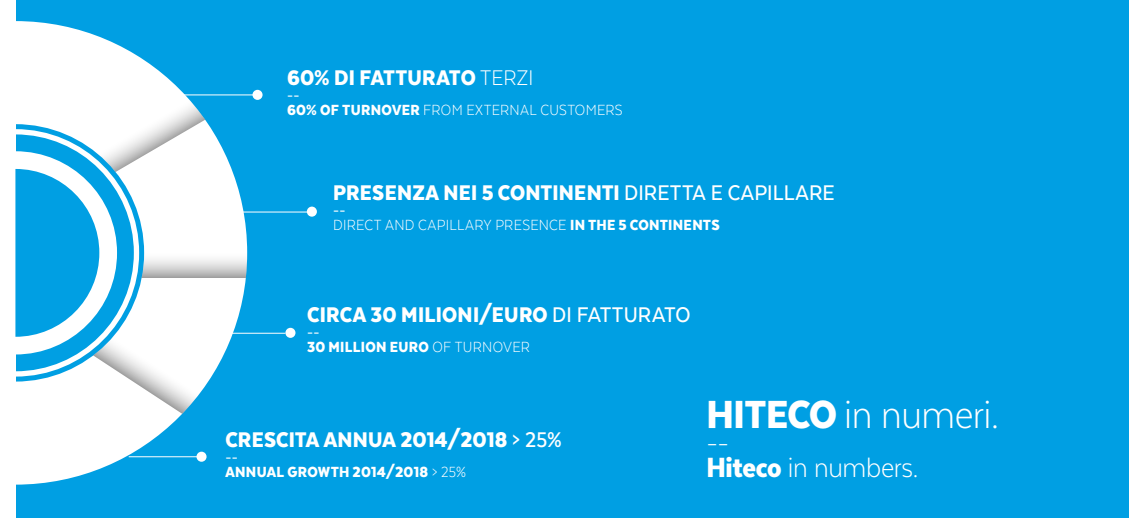 60% DI FATTURATO TERZI
--
60% OF TURNOVER FROM EXTERNAL CUSTOMERS
PRESENZA NEI 5 CONTINENTI DIRETTA E CAPILLARE
--
DIRECT AND CAPILLARY PRESENCE IN THE 5 CONTINENTS
CIRCA 30 MILIONI/EURO DI FATTURATO
--
30 MILLION EURO OF TURNOVER
CRESCITA ANNUA 2014/2018 > 25%
--
ANNUAL GROWTH 2014/2018 > 25%
HITECO in numeri.
--
Hiteco in numbers.